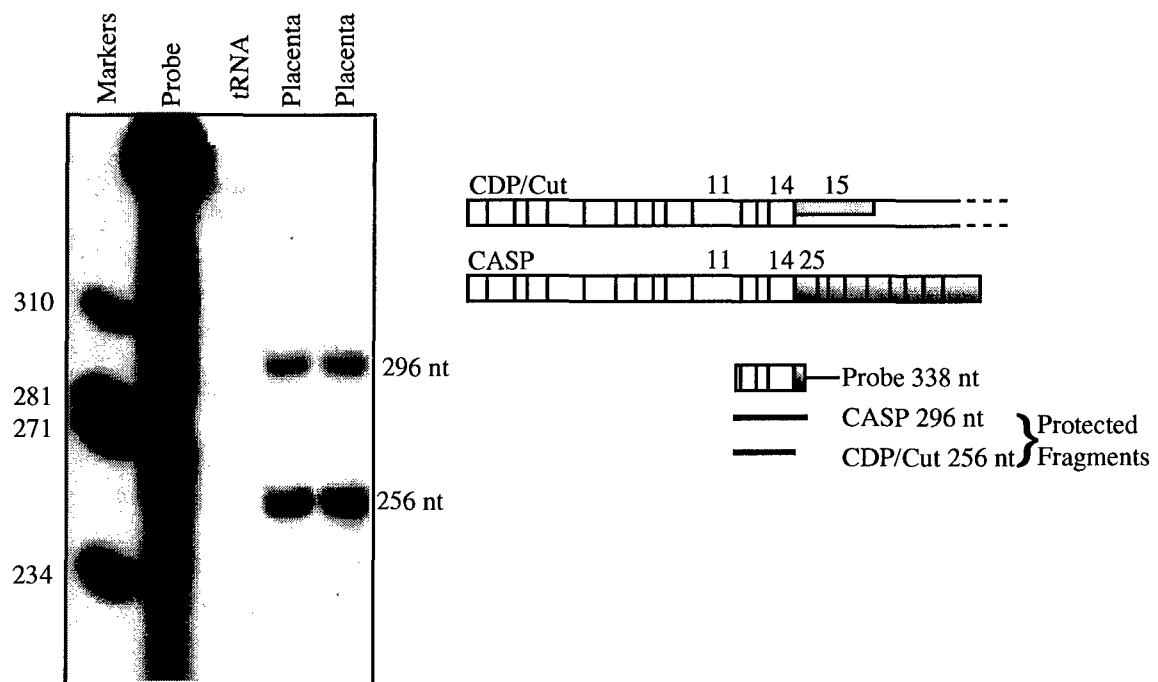 Markers
Probe
tRNA
Placenta
Placenta
310
281
271
234
296 nt
256 nt
CDP/Cut 11 14 15
CASP 11 14 25
Probe 338 nt
CASP 296 nt
CDP/Cut 256 nt
} Protected
Fragments